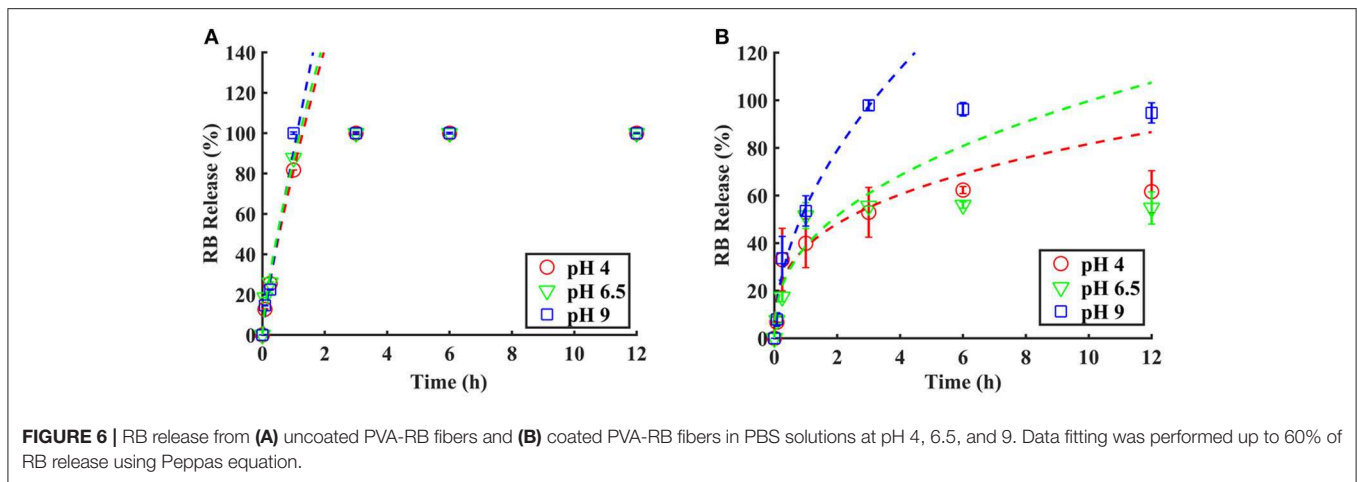 A
B
140
120
100
80
60
40
20
0
RB Release (%)
0 2 4 6 8 10 12
Time (h)
pH 4
pH 6.5
pH 9
120
100
80
60
40
20
0
RB Release (%)
0 2 4 6 8 10 12
Time (h)
pH 4
pH 6.5
pH 9
FIGURE 6 | RB release from (A) uncoated PVA-RB fibers and (B) coated PVA-RB fibers in PBS solutions at pH 4, 6.5, and 9. Data fitting was performed up to 60% of
RB release using Peppas equation.